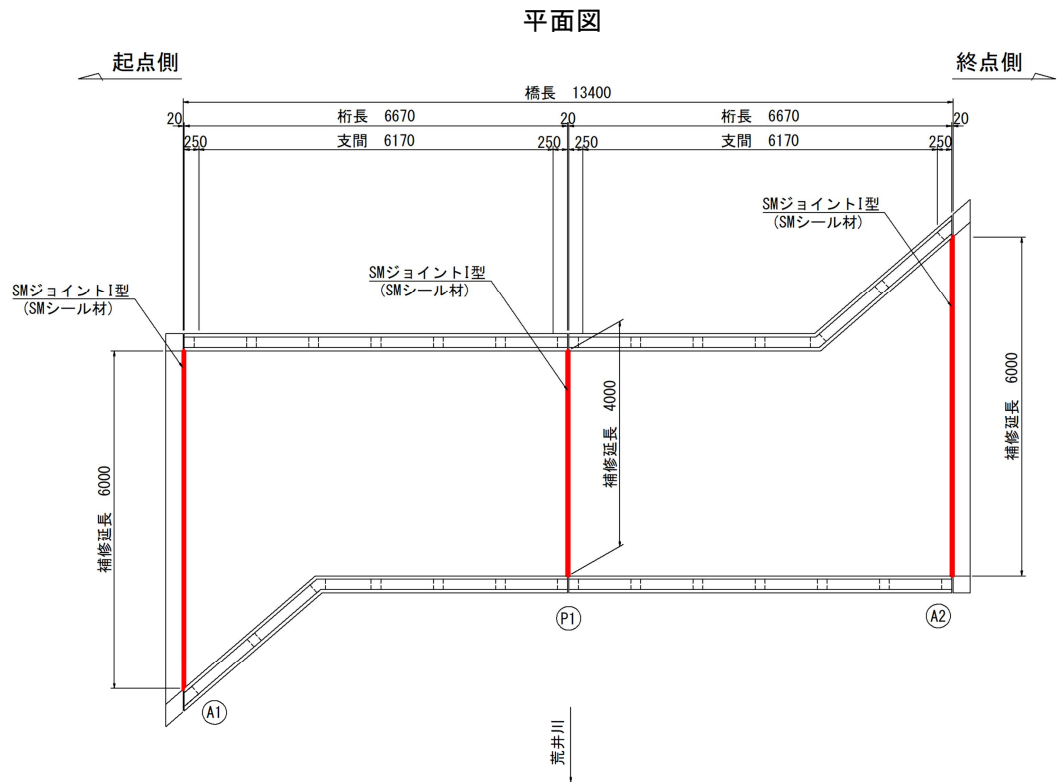 平面図
起点側
終点側
橋長 13400
20
桁長 6670
20
桁長 6670
20
250
支間 6170
250
250
支間 6170
250
SMジョイントI型
(SMシール材)
SMジョイントI型
(SMシール材)
SMジョイントI型
(SMシール材)
補修延長 6000
補修延長 4000
補修延長 6000
P1
A2
A1
荒井川